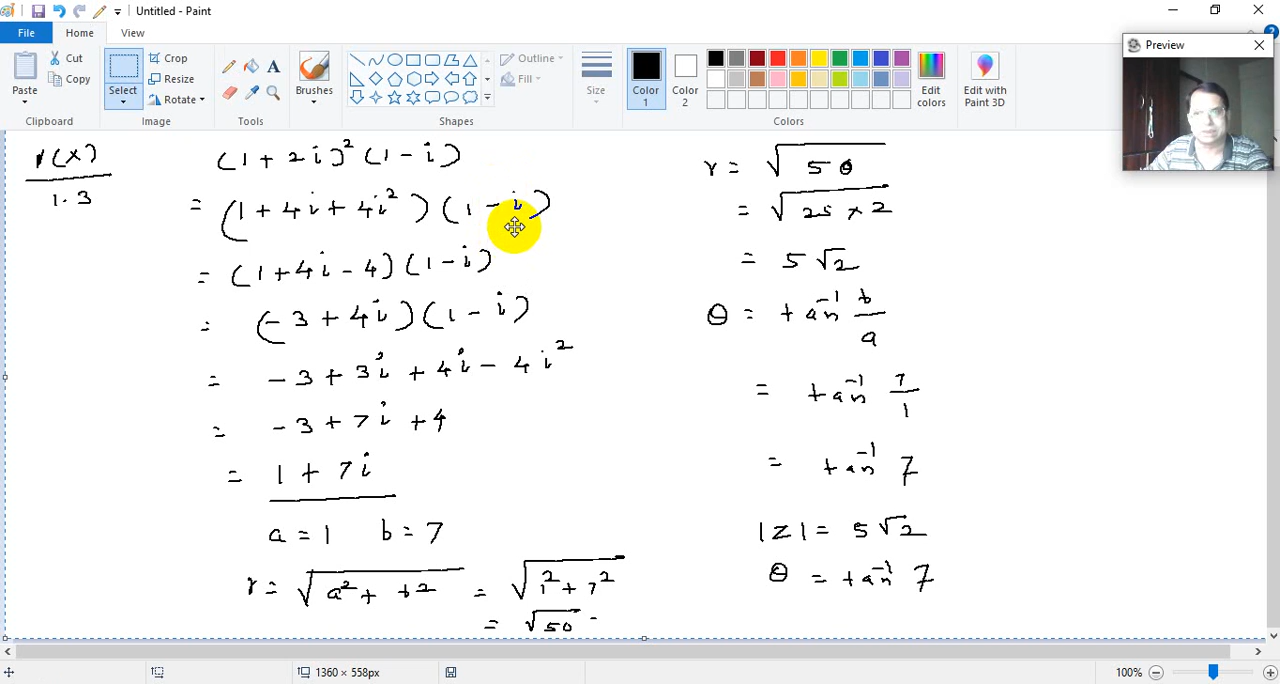 Untitled - Paint
File Home View
Preview
Paste
Cut
Copy
Clipboard
Select
Crop
Resize
Rotate
Image
A
Tools
Brushes
Shapes
Outline
Fill
Size
Color 1
Color 2
Colors
Edit colors
Edit with Paint 3D
1.3
(1 + 2i)² (1 - i)
= (1 + 4i + 4i²) (1 - i)
= (1 + 4i - 4) (1 - i)
= (-3 + 4i) (1 - i)
= -3 + 3i + 4i - 4i²
= -3 + 7i + 4
= 1 + 7i
a = 1 b = 7
r = √a² + b² = √1² + 7²
= √50 =
r = √50
= √25 × 2
= 5√2
θ = tan⁻¹ b/a
= tan⁻¹ 7/1
= tan⁻¹ 7
|z| = 5√2
θ = tan⁻¹ 7
1360 × 558px
100%